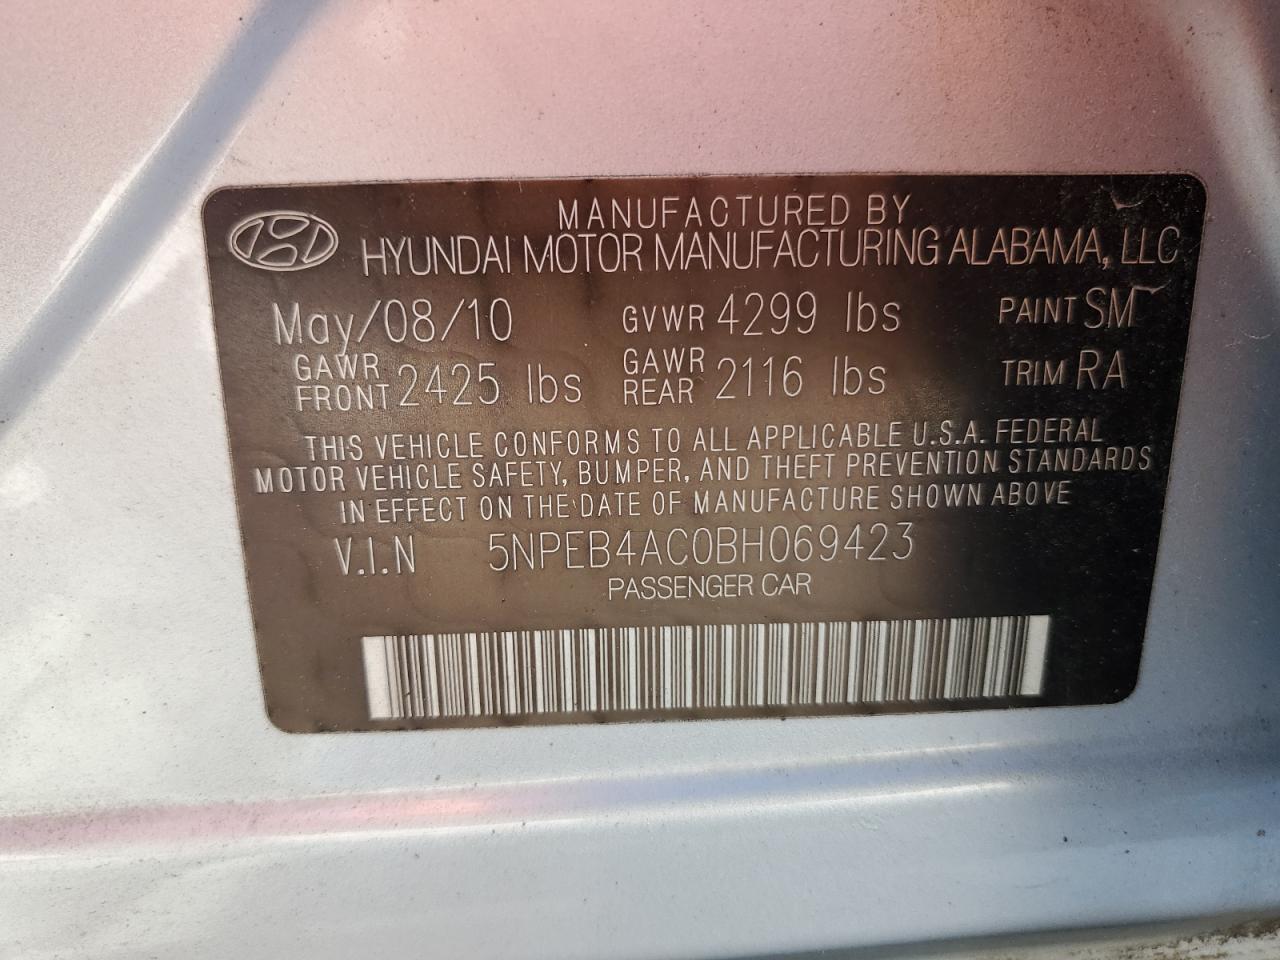 MANUFACTURED BY
HYUNDAI MOTOR MANUFACTURING ALABAMA, LLC
May/08/10 GVWR 4299 lbs PAINT SM
GAWR FRONT 2425 lbs GAWR REAR 2116 lbs TRIM RA
THIS VEHICLE CONFORMS TO ALL APPLICABLE U.S.A. FEDERAL
MOTOR VEHICLE SAFETY, BUMPER, AND THEFT PREVENTION STANDARDS
IN EFFECT ON THE DATE OF MANUFACTURE SHOWN ABOVE
V.I.N 5NPEB4AC0BH069423
PASSENGER CAR